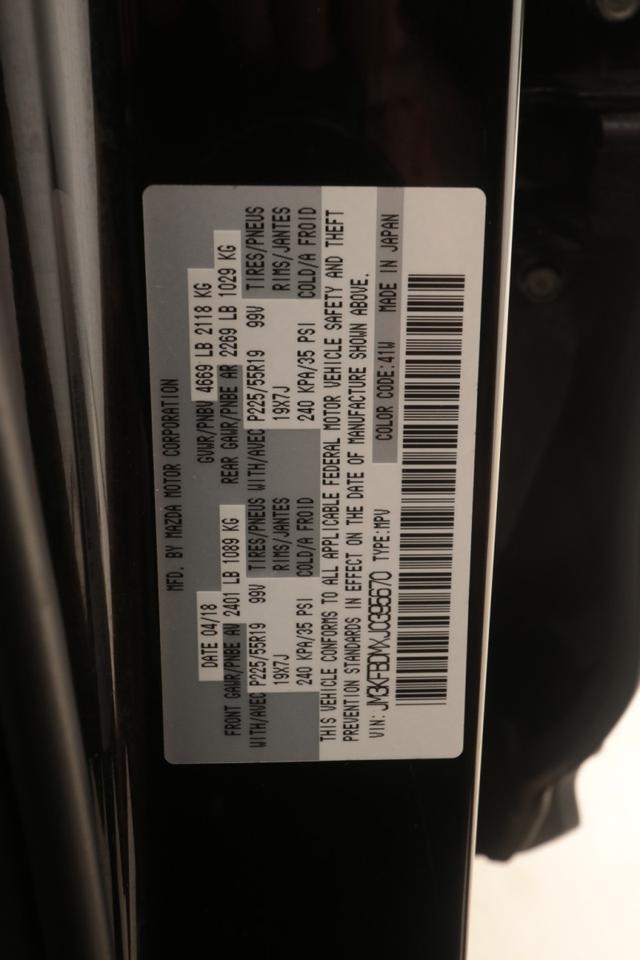 MFD. BY MAZDA MOTOR CORPORATION
DATE 04/18 GVWR/PNBV 4669 LB 2118 KG
FRONT GAWR/PNBE AV 2401 LB 1089 KG REAR GAWR/PNBE AR 2269 LB 1029 KG
WITH/AVEC P225/55R19 99V TIRES/PNEUS WITH/AVEC P225/55R19 99V TIRES/PNEUS
19X7J RIMS/JANTES 19X7J RIMS/JANTES
240 KPA/35 PSI COLD/A FROID 240 KPA/35 PSI COLD/A FROID
THIS VEHICLE CONFORMS TO ALL APPLICABLE FEDERAL MOTOR VEHICLE SAFETY AND THEFT
PREVENTION STANDARDS IN EFFECT ON THE DATE OF MANUFACTURE SHOWN ABOVE.
VIN: JM3KFBDMXJ0395670 TYPE:MPV COLOR CODE:41W MADE IN JAPAN